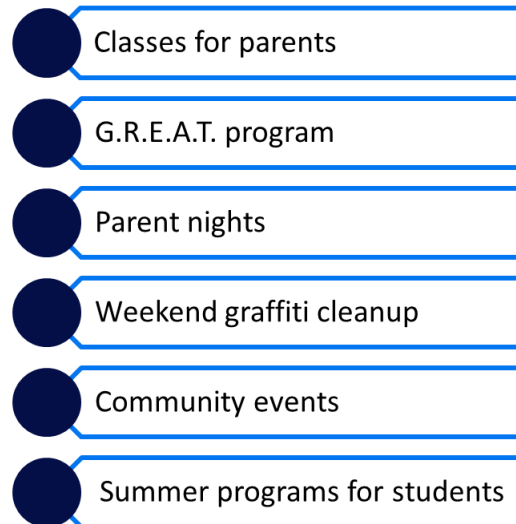 Classes for parents
G.R.E.A.T. program
Parent nights
Weekend graffiti cleanup
Community events
Summer programs for students